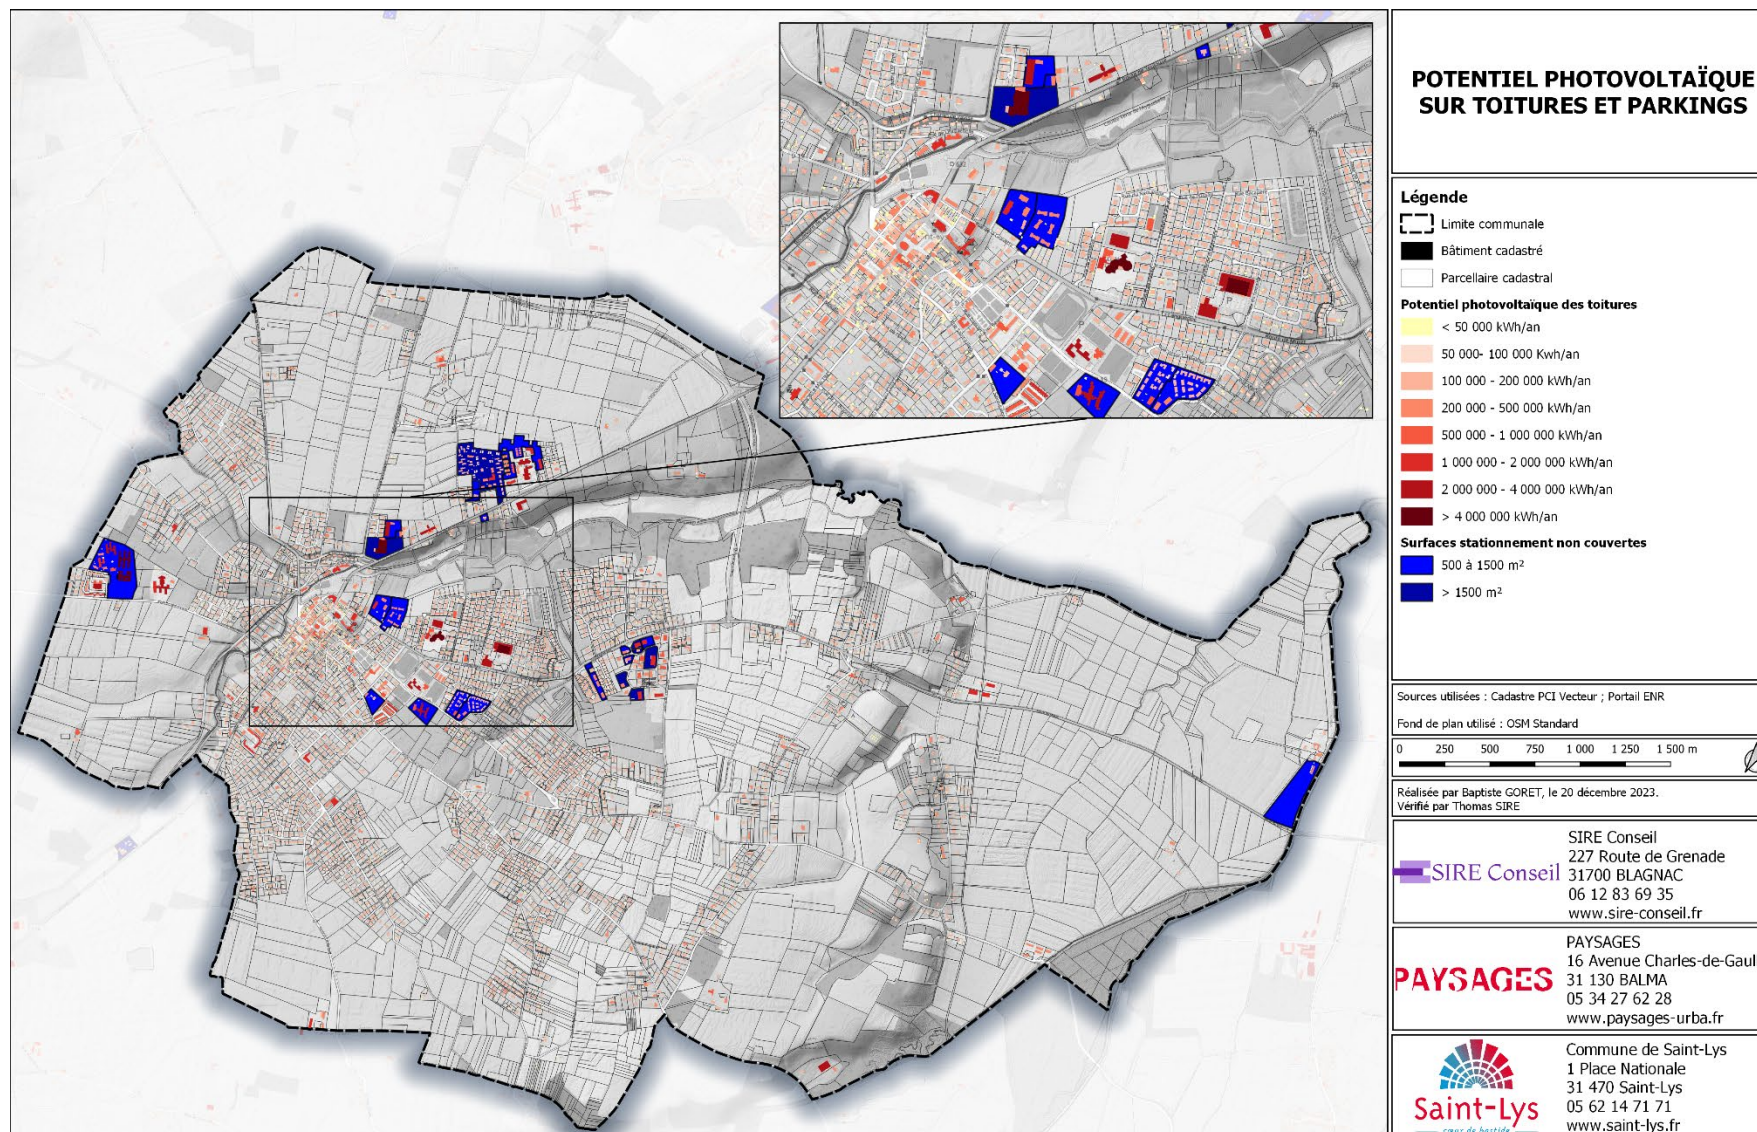 POTENTIEL PHOTOVOLTAÏQUE
SUR TOITURES ET PARKINGS
Légende
Limite communale
Bâtiment cadastré
Parcellaire cadastral
Potentiel photovoltaïque des toitures
< 50 000 kWh/an
50 000- 100 000 Kwh/an
100 000 - 200 000 kWh/an
200 000 - 500 000 kWh/an
500 000 - 1 000 000 kWh/an
1 000 000 - 2 000 000 kWh/an
2 000 000 - 4 000 000 kWh/an
> 4 000 000 kWh/an
Surfaces stationnement non couvertes
500 à 1500 m²
> 1500 m²
Sources utilisées : Cadastre PCI Vecteur ; Portail ENR
Fond de plan utilisé : OSM Standard
0 250 500 750 1 000 1 250 1 500 m
Réalisée par Baptiste GORET, le 20 décembre 2023.
Vérifié par Thomas SIRE
SIRE Conseil
SIRE Conseil
227 Route de Grenade
31700 BLAGNAC
06 12 83 69 35
www.sire-conseil.fr
PAYSAGES
PAYSAGES
16 Avenue Charles-de-Gaul
31 130 BALMA
05 34 27 62 28
www.paysages-urba.fr
Saint-Lys
cœur de bastide
Commune de Saint-Lys
1 Place Nationale
31 470 Saint-Lys
05 62 14 71 71
www.saint-lys.fr